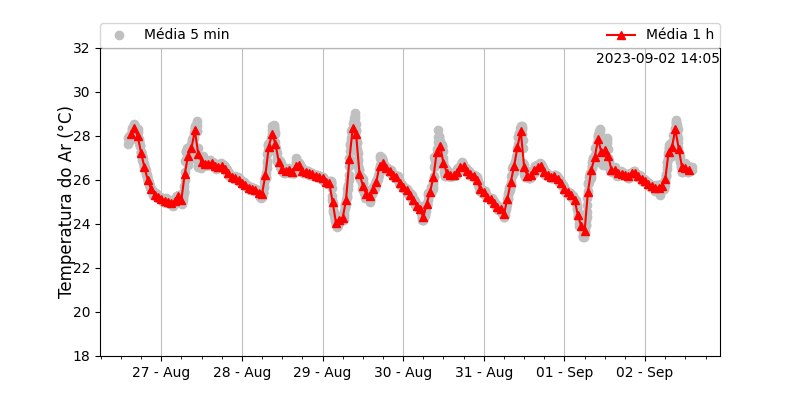 Média 5 min
Média 1 h
2023-09-02 14:05
Temperatura do Ar (°C)
32
30
28
26
24
22
20
18
27 - Aug
28 - Aug
29 - Aug
30 - Aug
31 - Aug
01 - Sep
02 - Sep